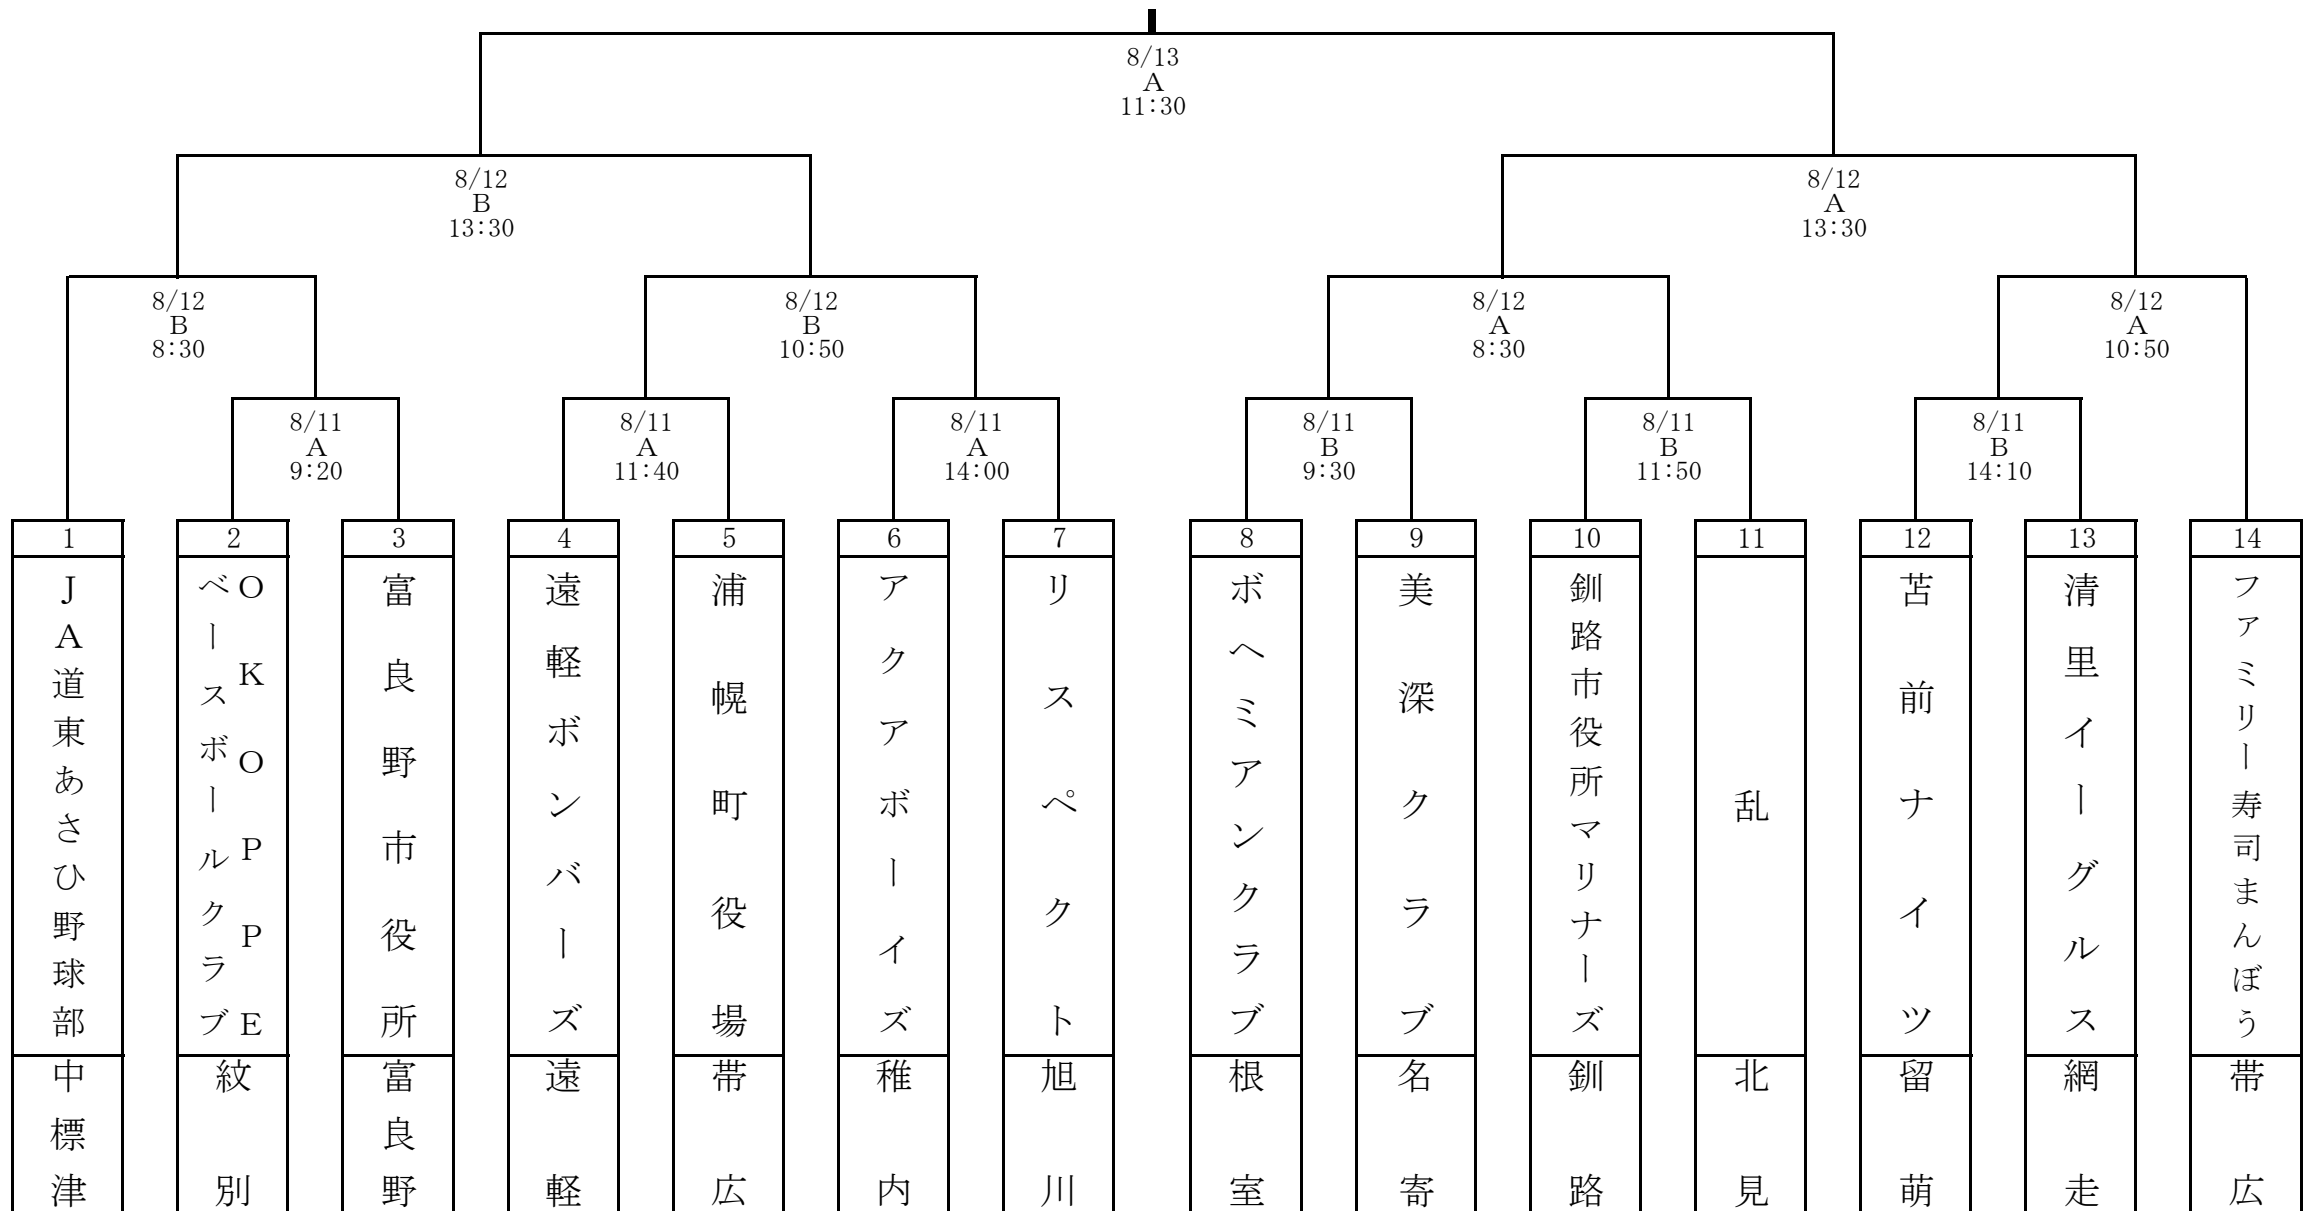 8/13
A
11:30
8/12
B
13:30
8/12
A
13:30
8/12
B
8:30
8/12
B
10:50
8/12
A
8:30
8/12
A
10:50
8/11
A
9:20
8/11
A
11:40
8/11
A
14:00
8/11
B
9:30
8/11
B
11:50
8/11
B
14:10
1
JA道東あさひ野球部
中標津
2
OKOPPE
ベースボールクラブ
紋別
3
富良野市役所
富良野
4
遠軽ボンバーズ
遠軽
5
浦幌町役場
帯広
6
アクアボーイズ
稚内
7
リスペクト
旭川
8
ボヘミアンクラブ
根室
9
美深クラブ
名寄
10
釧路市役所マリナーズ
釧路
11
乱
北見
12
苫前ナイツ
留萌
13
清里イーグルス
網走
14
ファミリー寿司まんぼう
帯広